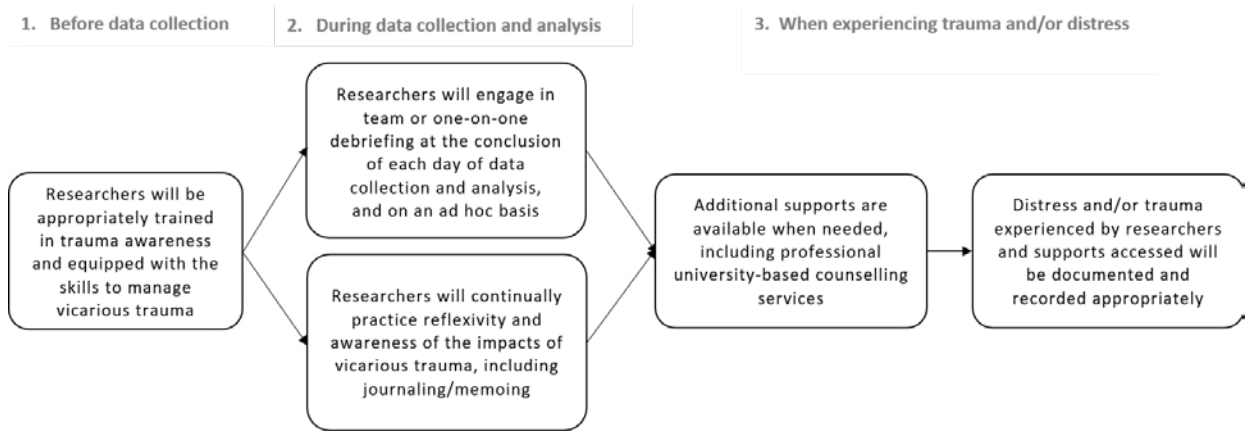 1. Before data collection
2. During data collection and analysis
3. When experiencing trauma and/or distress
Researchers will be
appropriately trained
in trauma awareness
and equipped with the
skills to manage
vicarious trauma
Researchers will engage in
team or one-on-one
debriefing at the conclusion
of each day of data
collection and analysis,
and on an ad hoc basis
Researchers will continually
practice reflexivity and
awareness of the impacts of
vicarious trauma, including
journaling/memoing
Additional supports are
available when needed,
including professional
university-based counselling
services
Distress and/or trauma
experienced by researchers
and supports accessed will
be documented and
recorded appropriately